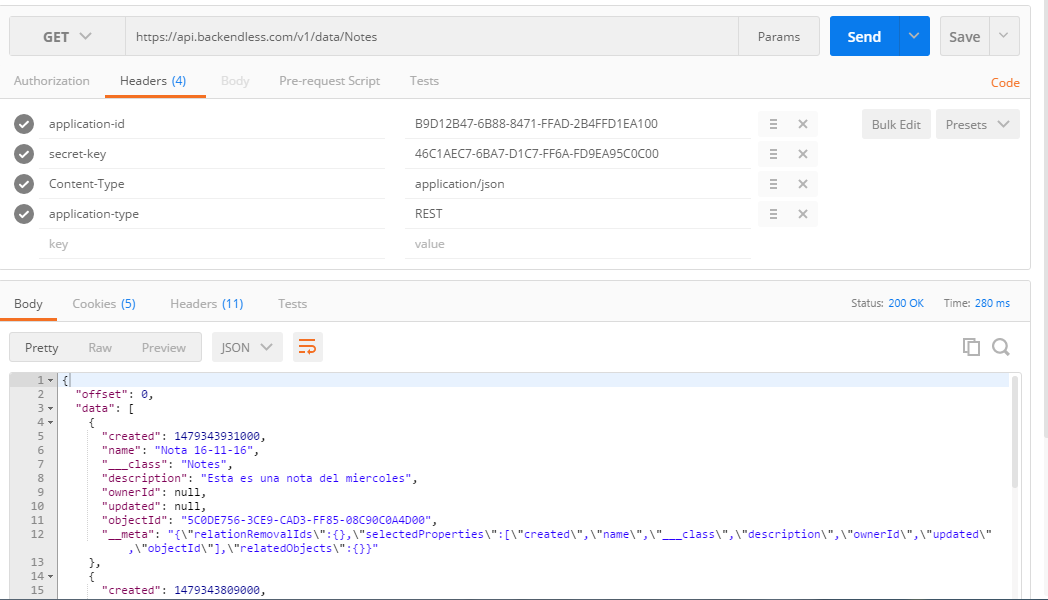 GET https://api.backendless.com/v1/data/Notes Params Send Save
Authorization Headers (4) Body Pre-request Script Tests Code
application-id B9D12B47-6B88-8471-FFAD-2B4FFD1EA100 Bulk Edit Presets
secret-key 46C1AEC7-6BA7-D1C7-FF6A-FD9EA95C0C00
Content-Type application/json
application-type REST
key value
Body Cookies (5) Headers (11) Tests Status: 200 OK Time: 280 ms
Pretty Raw Preview JSON
1 {
2 "offset": 0,
3 "data": [
4 {
5 "created": 1479343931000,
6 "name": "Nota 16-11-16",
7 "___class": "Notes",
8 "description": "Esta es una nota del miercoles",
9 "ownerId": null,
10 "updated": null,
11 "objectId": "5C0DE756-3CE9-CAD3-FF85-08C90C0A4D00",
12 "__meta": "{\"relationRemovalIds\":{},\"selectedProperties\":[\"created\",\"name\",\"___class\",\"description\",\"ownerId\",\"updated\"
,\"objectId\"],\"relatedObjects\":{}}"
13 },
14 {
15 "created": 1479343809000,